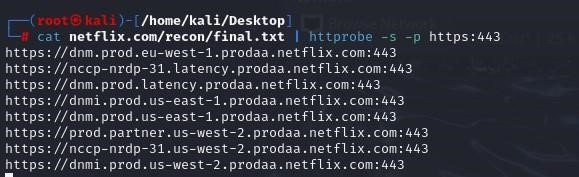 ┌──(root㉿kali)-[/home/kali/Desktop]
└─# cat netflix.com/recon/final.txt | httprobe -s -p https:443
https://dnm.prod.eu-west-1.prodaa.netflix.com:443
https://nccp-nrdp-31.latency.prodaa.netflix.com:443
https://dnm.prod.latency.prodaa.netflix.com:443
https://dnmi.prod.us-east-1.prodaa.netflix.com:443
https://dnm.prod.us-east-1.prodaa.netflix.com:443
https://prod.partner.us-west-2.prodaa.netflix.com:443
https://nccp-nrdp-31.us-west-2.prodaa.netflix.com:443
https://dnmi.prod.us-west-2.prodaa.netflix.com:443
Browse Network